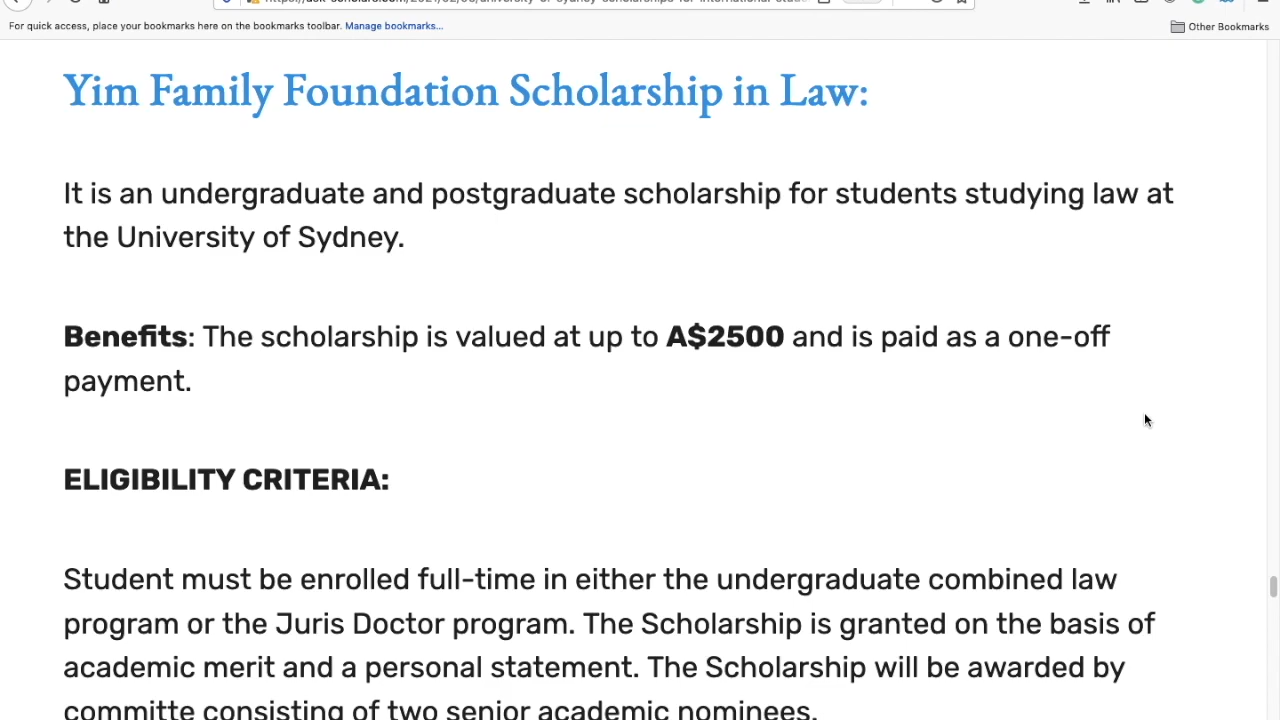 For quick access, place your bookmarks here on the bookmarks toolbar. Manage bookmarks... Other Bookmarks
Yim Family Foundation Scholarship in Law:
It is an undergraduate and postgraduate scholarship for students studying law at
the University of Sydney.
Benefits: The scholarship is valued at up to A$2500 and is paid as a one-off
payment.
ELIGIBILITY CRITERIA:
Student must be enrolled full-time in either the undergraduate combined law
program or the Juris Doctor program. The Scholarship is granted on the basis of
academic merit and a personal statement. The Scholarship will be awarded by
committe consisting of two senior academic nominees.